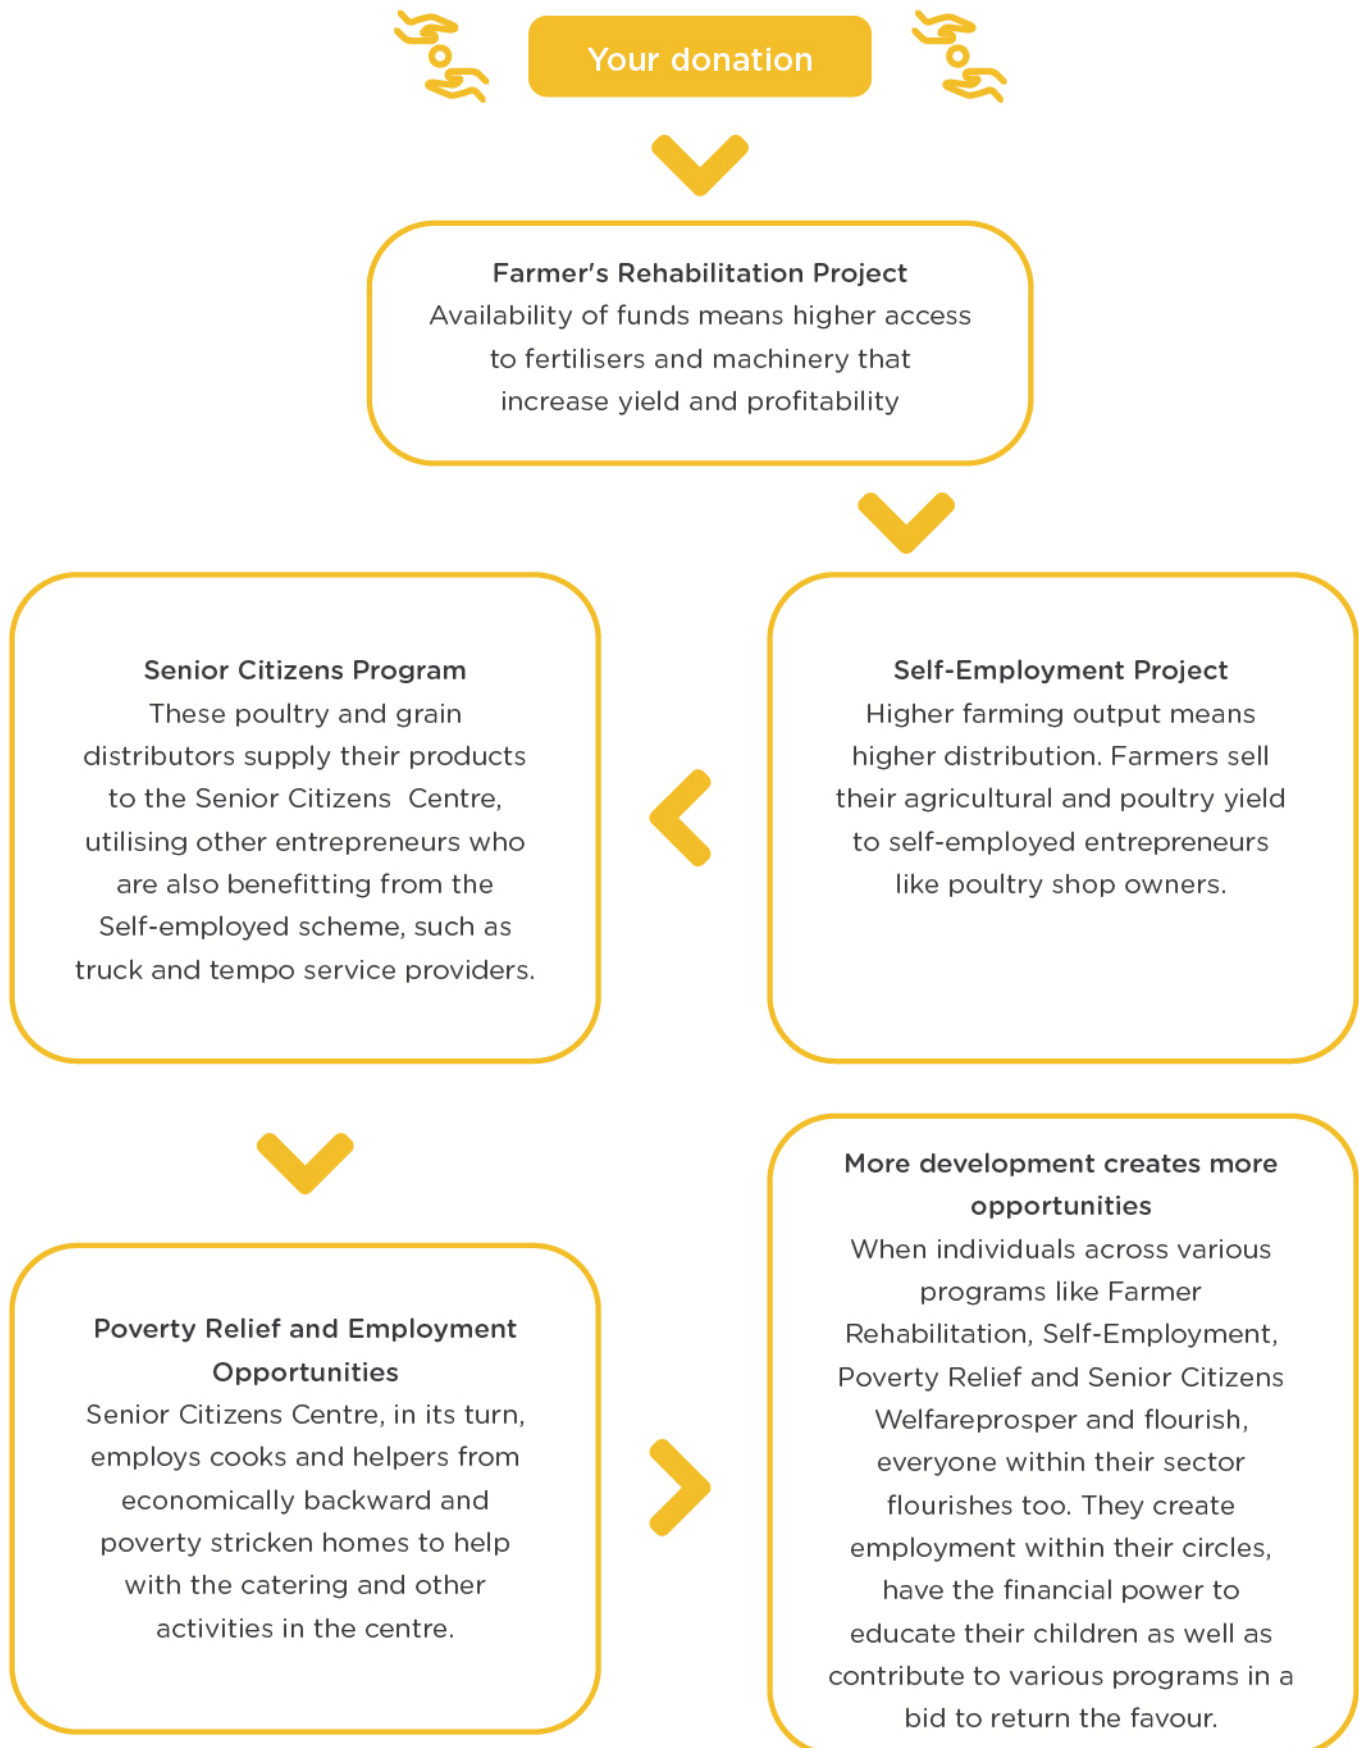 Your donation
Farmer's Rehabilitation Project
Availability of funds means higher access
to fertilisers and machinery that
increase yield and profitability
Self-Employment Project
Higher farming output means
higher distribution. Farmers sell
their agricultural and poultry yield
to self-employed entrepreneurs
like poultry shop owners.
Senior Citizens Program
These poultry and grain
distributors supply their products
to the Senior Citizens  Centre,
utilising other entrepreneurs who
are also benefitting from the
Self-employed scheme, such as
truck and tempo service providers.
Poverty Relief and Employment
Opportunities
Senior Citizens Centre, in its turn,
employs cooks and helpers from
economically backward and
poverty stricken homes to help
with the catering and other
activities in the centre.
More development creates more
opportunities
When individuals across various
programs like Farmer
Rehabilitation, Self-Employment,
Poverty Relief and Senior Citizens
Welfareprosper and flourish,
everyone within their sector
flourishes too. They create
employment within their circles,
have the financial power to
educate their children as well as
contribute to various programs in a
bid to return the favour.